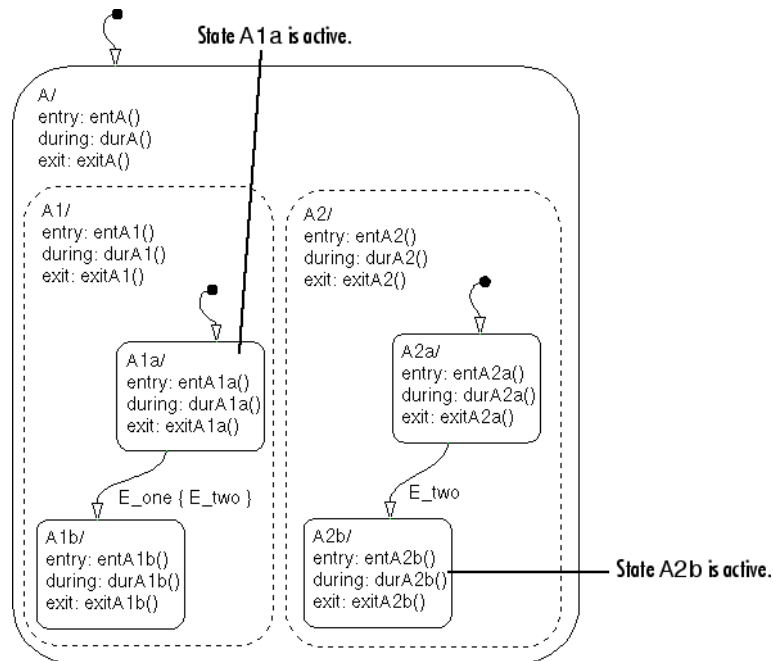 State A1a is active.
A/
entry: entA()
during: durA()
exit: exitA()
A1/
entry: entA1()
during: durA1()
exit: exitA1()
A2/
entry: entA2()
during: durA2()
exit: exitA2()
A1a/
entry: entA1a()
during: durA1a()
exit: exitA1a()
A2a/
entry: entA2a()
during: durA2a()
exit: exitA2a()
E_one { E_two }
E_two
A1b/
entry: entA1b()
during: durA1b()
exit: exitA1b()
A2b/
entry: entA2b()
during: durA2b()
exit: exitA2b()
State A2b is active.